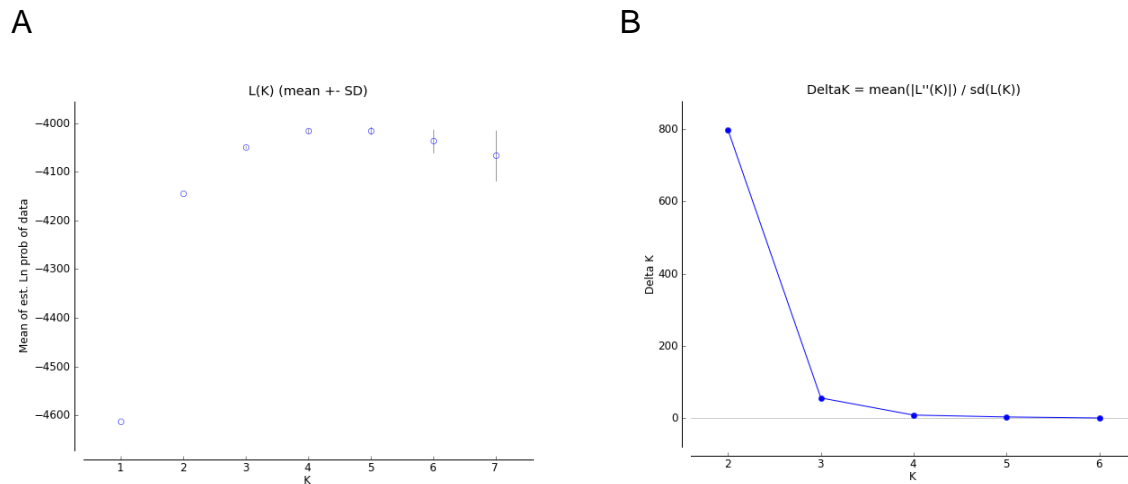 A
B
L(K) (mean +- SD)
Mean of est. Ln prob of data
−4000
−4100
−4200
−4300
−4400
−4500
−4600
1 2 3 4 5 6 7
K
DeltaK = mean(|L''(K)|) / sd(L(K))
Delta K
800
600
400
200
0
2 3 4 5 6
K